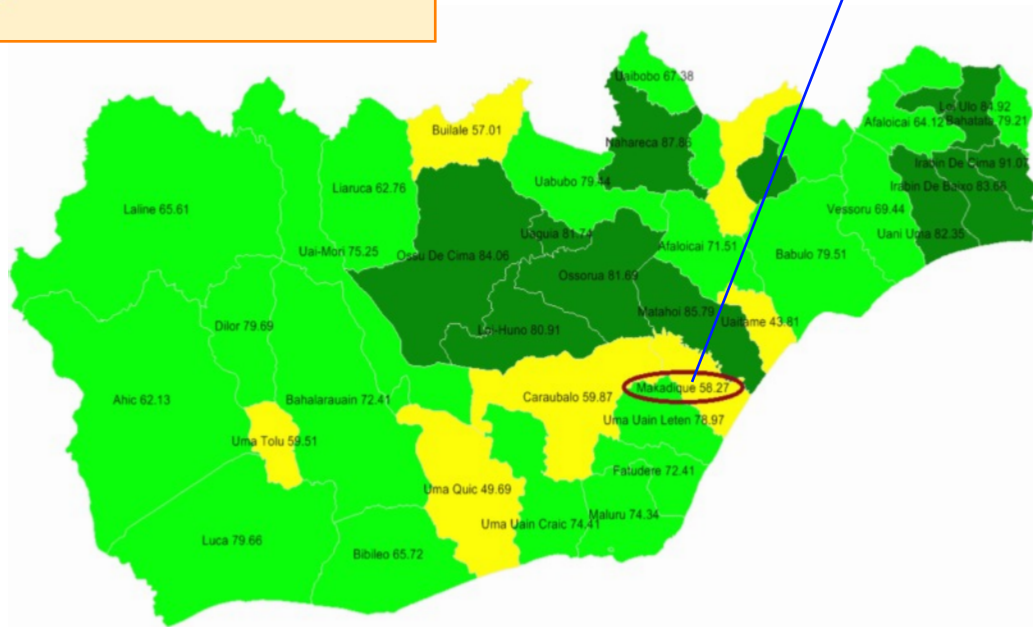 Uaibobo 67.38
Loi Ulo 84.92
Afaloicai 64.12
Bahatata 79.21
Builale 57.01
Nahareca 87.86
Irabin De Cima 91.07
Uabubo 79.44
Irabin De Baixo 83.66
Liaruca 62.76
Laline 65.61
Vessoru 69.44
Uaguia 81.74
Uani Uma 82.35
Afaloicai 71.51
Uai-Mori 75.25
Ossu De Cima 84.06
Babulo 79.51
Ossorua 81.69
Matahoi 85.79
Uaitame 43.81
Dilor 79.69
Loi-Huno 80.91
Makadique 58.27
Caraubalo 59.87
Ahic 62.13
Bahalarauain 72.41
Uma Uain Leten 78.97
Uma Tolu 59.51
Fatudere 72.41
Uma Quic 49.69
Maluru 74.34
Uma Uain Craic 74.41
Luca 79.66
Bibileo 65.72